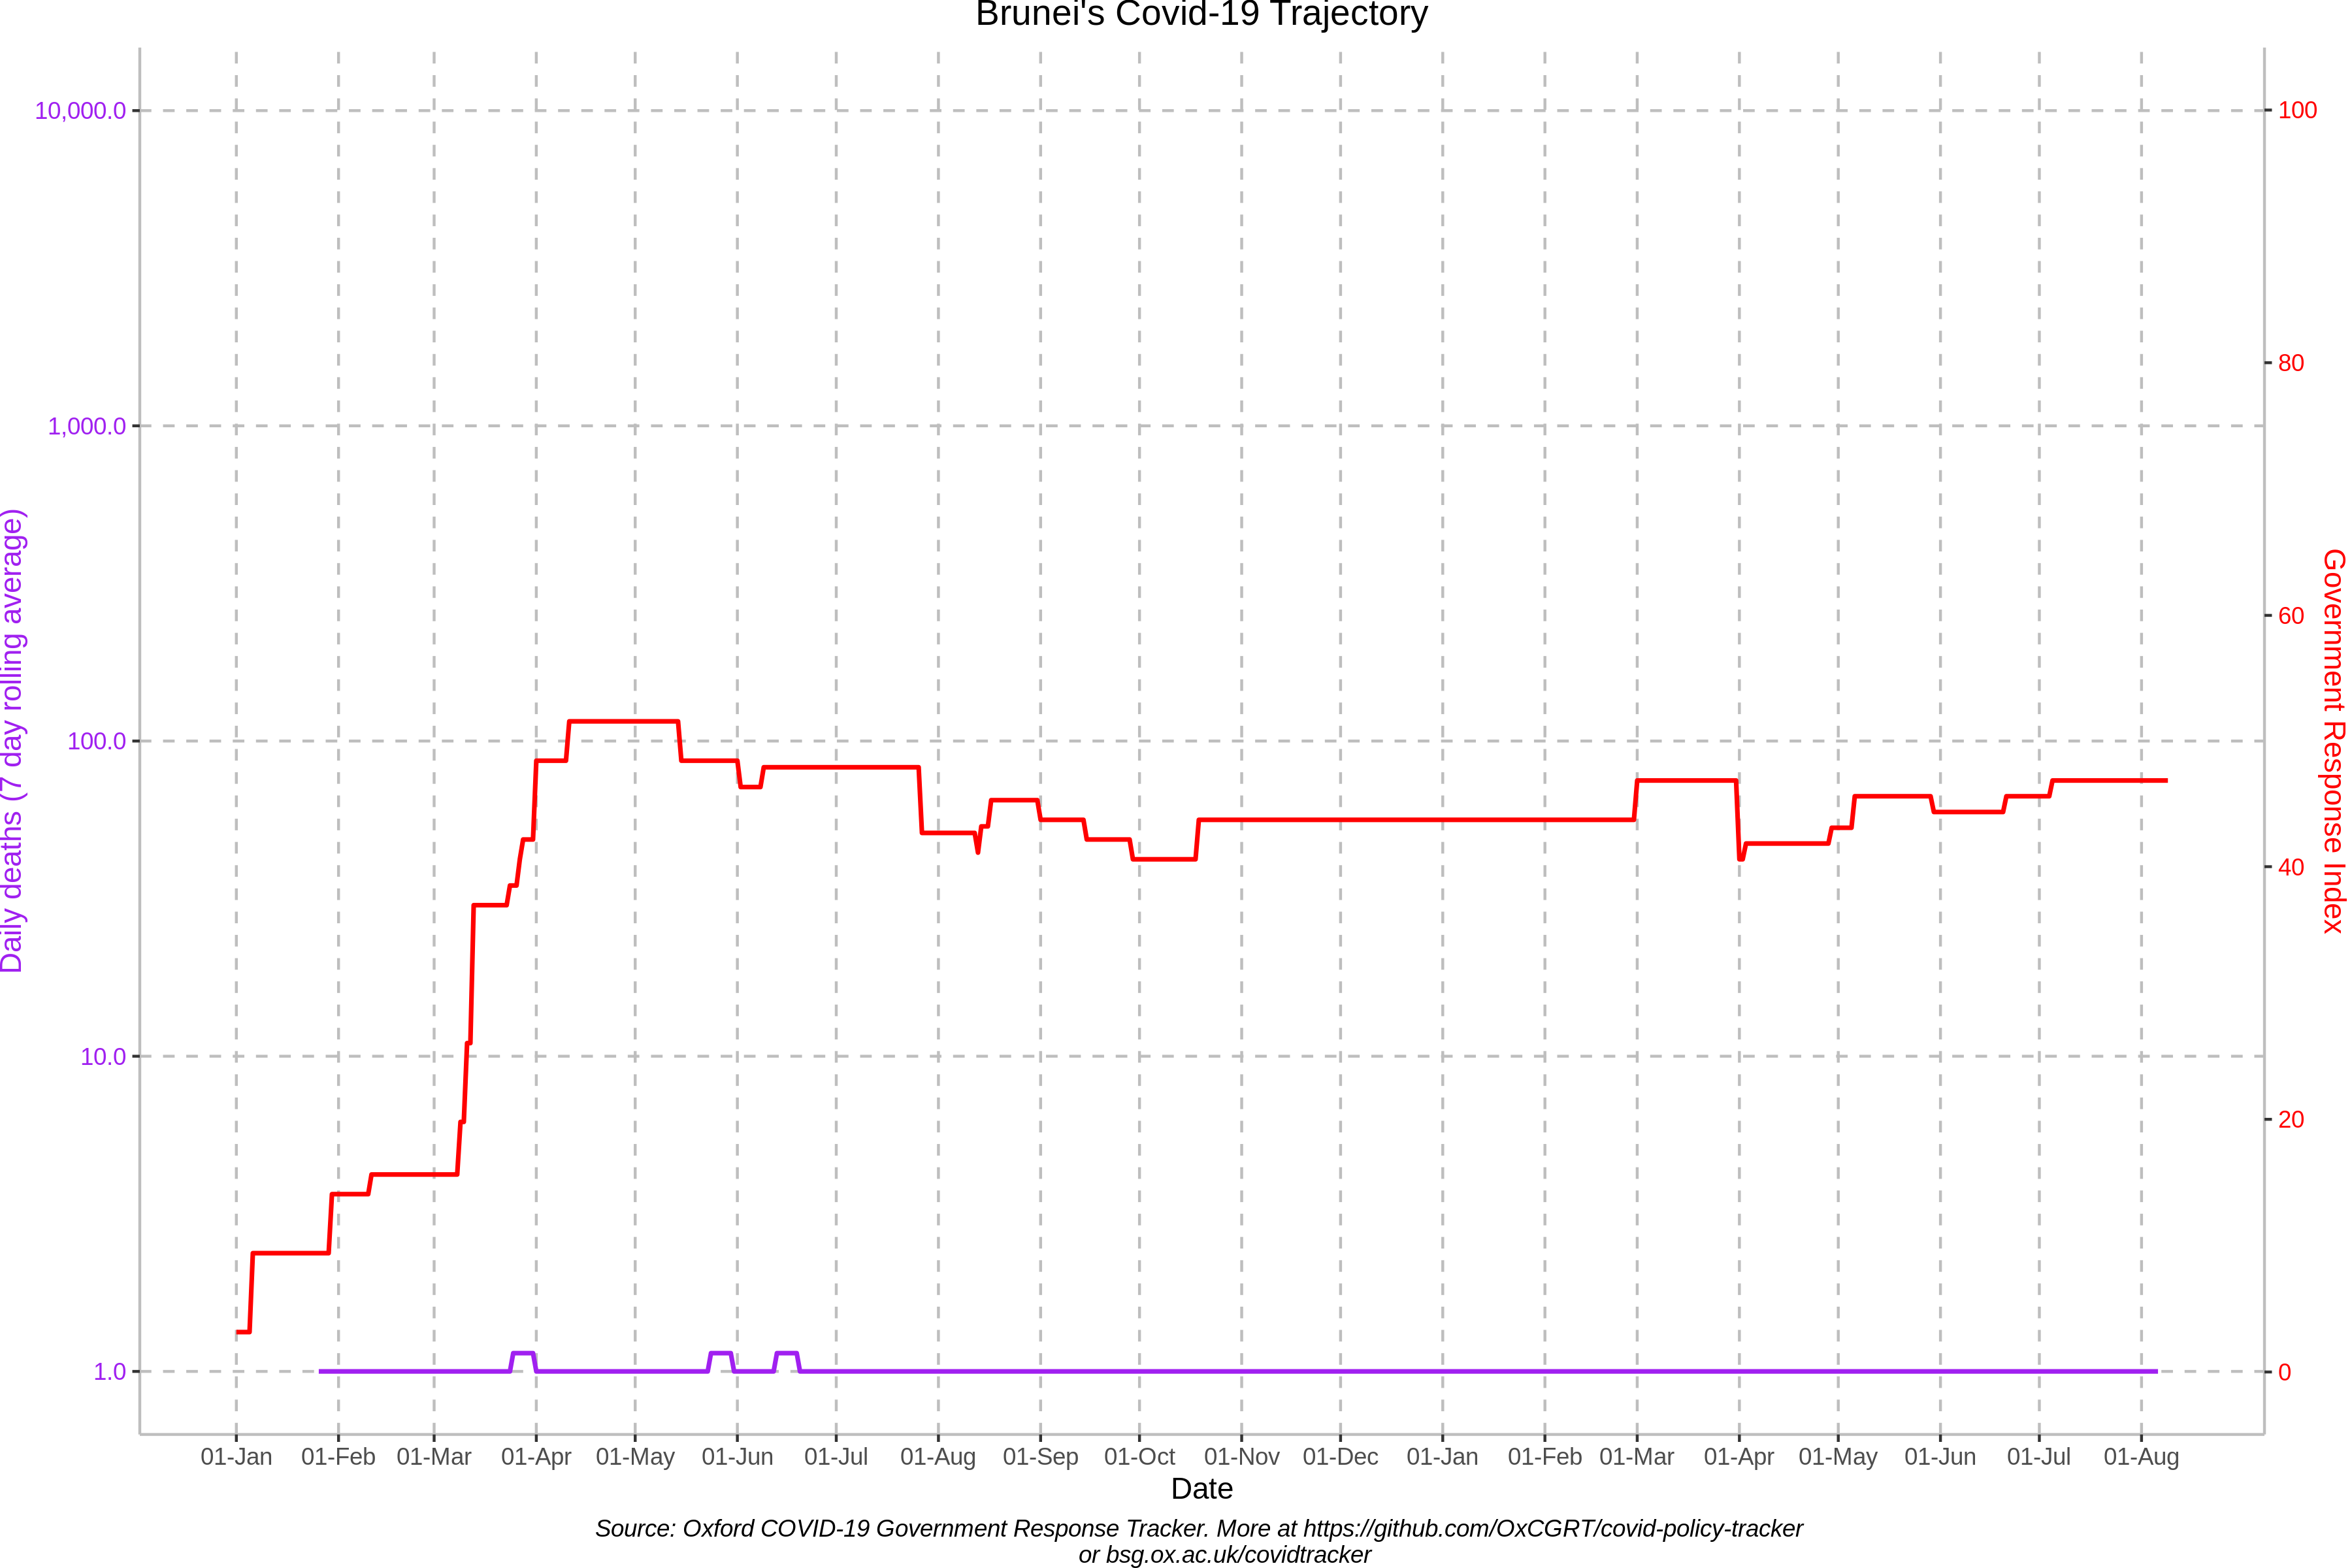 Brunei's Covid-19 Trajectory
10,000.0
1,000.0
100.0
10.0
1.0
Daily deaths (7 day rolling average)
100
80
60
40
20
0
Government Response Index
01-Jan 01-Feb 01-Mar 01-Apr 01-May 01-Jun 01-Jul 01-Aug 01-Sep 01-Oct 01-Nov 01-Dec 01-Jan 01-Feb 01-Mar 01-Apr 01-May 01-Jun 01-Jul 01-Aug
Date
Source: Oxford COVID-19 Government Response Tracker. More at https://github.com/OxCGRT/covid-policy-tracker
or bsg.ox.ac.uk/covidtracker